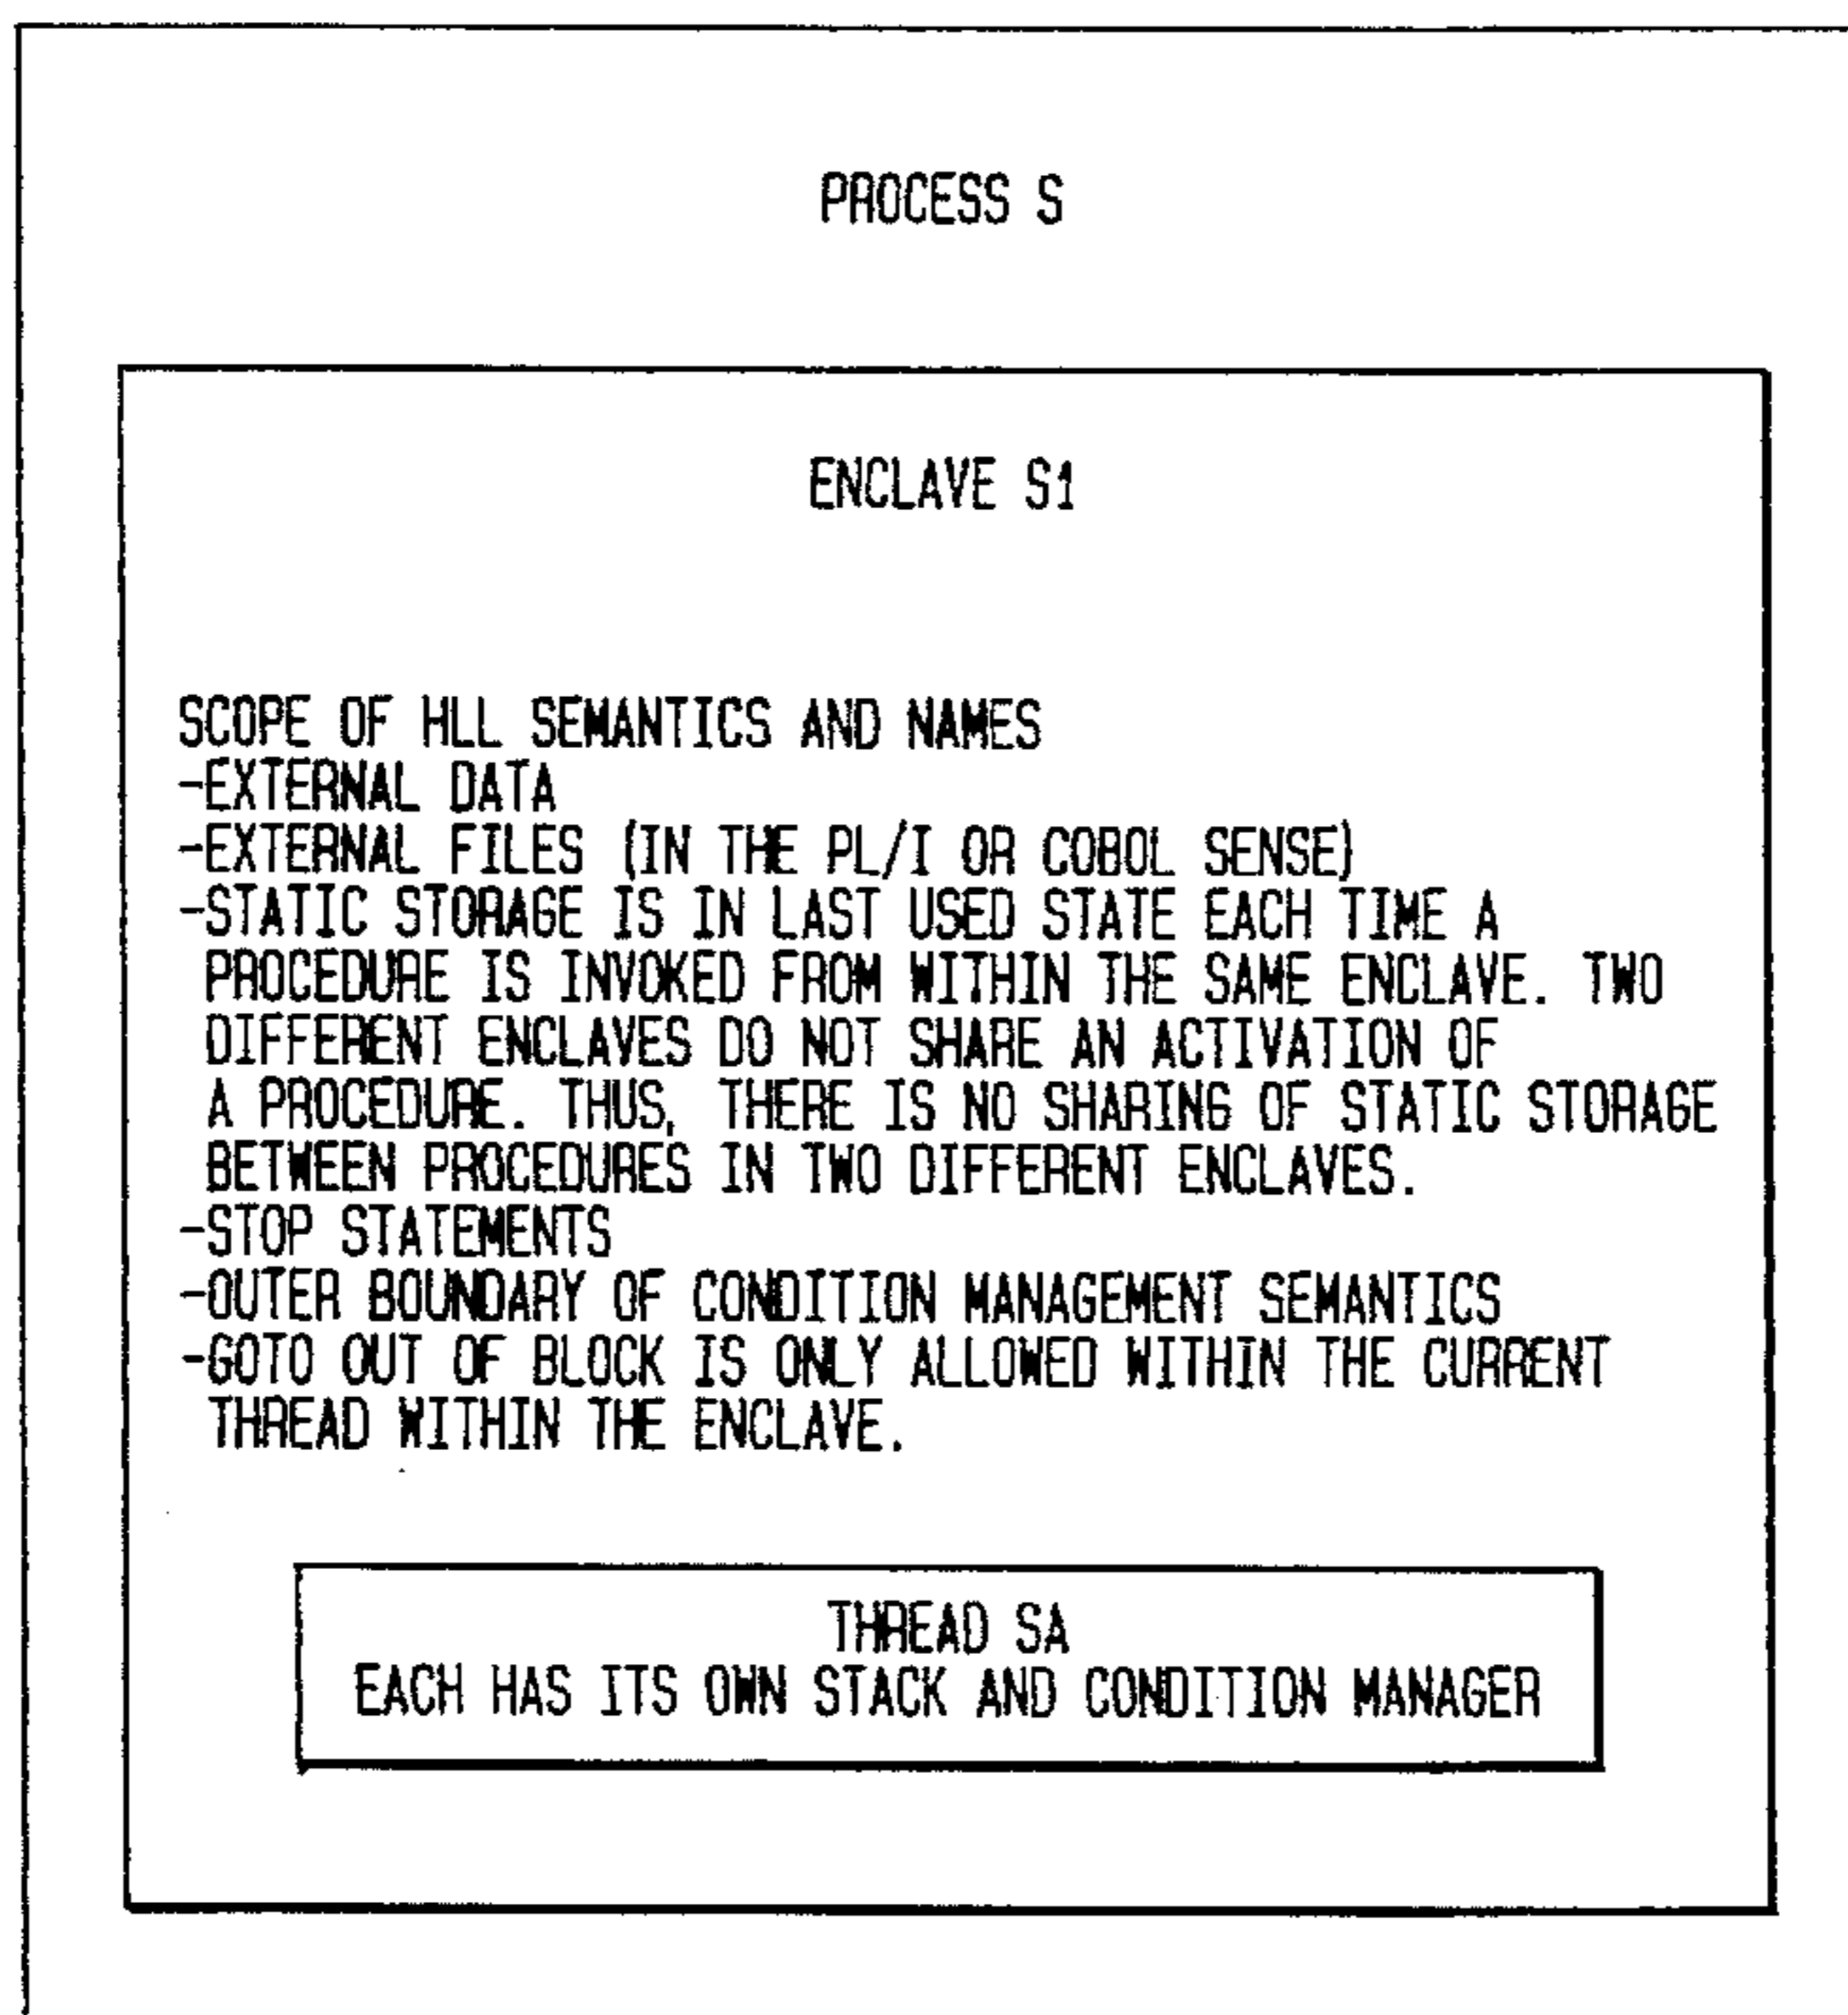 PROCESS S
ENCLAVE S1
SCOPE OF HLL SEMANTICS AND NAMES
-EXTERNAL DATA
-EXTERNAL FILES (IN THE PL/I OR COBOL SENSE)
-STATIC STORAGE IS IN LAST USED STATE EACH TIME A
PROCEDURE IS INVOKED FROM WITHIN THE SAME ENCLAVE. TWO
DIFFERENT ENCLAVES DO NOT SHARE AN ACTIVATION OF
A PROCEDURE. THUS, THERE IS NO SHARING OF STATIC STORAGE
BETWEEN PROCEDURES IN TWO DIFFERENT ENCLAVES.
-STOP STATEMENTS
-OUTER BOUNDARY OF CONDITION MANAGEMENT SEMANTICS
-GOTO OUT OF BLOCK IS ONLY ALLOWED WITHIN THE CURRENT
THREAD WITHIN THE ENCLAVE.
THREAD SA
EACH HAS ITS OWN STACK AND CONDITION MANAGER